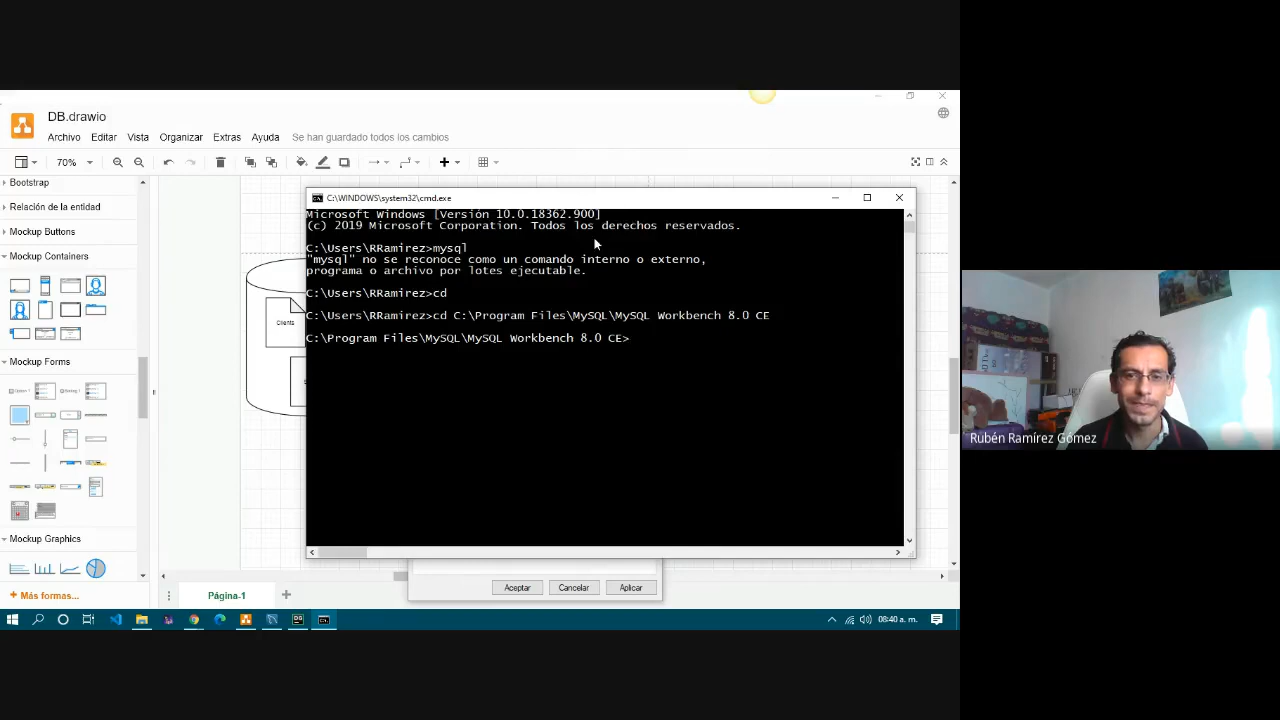 DB.drawio
Archivo Editar Vista Organizar Extras Ayuda Se han guardado todos los cambios
70%
Bootstrap
Relación de la entidad
Mockup Buttons
Mockup Containers
Mockup Forms
Mockup Graphics
+ Más formas...
Clients
C:\WINDOWS\system32\cmd.exe
Microsoft Windows [Versión 10.0.18362.900]
(c) 2019 Microsoft Corporation. Todos los derechos reservados.
C:\Users\RRamirez>mysql
"mysql" no se reconoce como un comando interno o externo,
programa o archivo por lotes ejecutable.
C:\Users\RRamirez>cd
C:\Users\RRamirez>cd C:\Program Files\MySQL\MySQL Workbench 8.0 CE
C:\Program Files\MySQL\MySQL Workbench 8.0 CE>
Aceptar Cancelar Aplicar
Página-1
08:40 a. m.
Rubén Ramírez Gómez